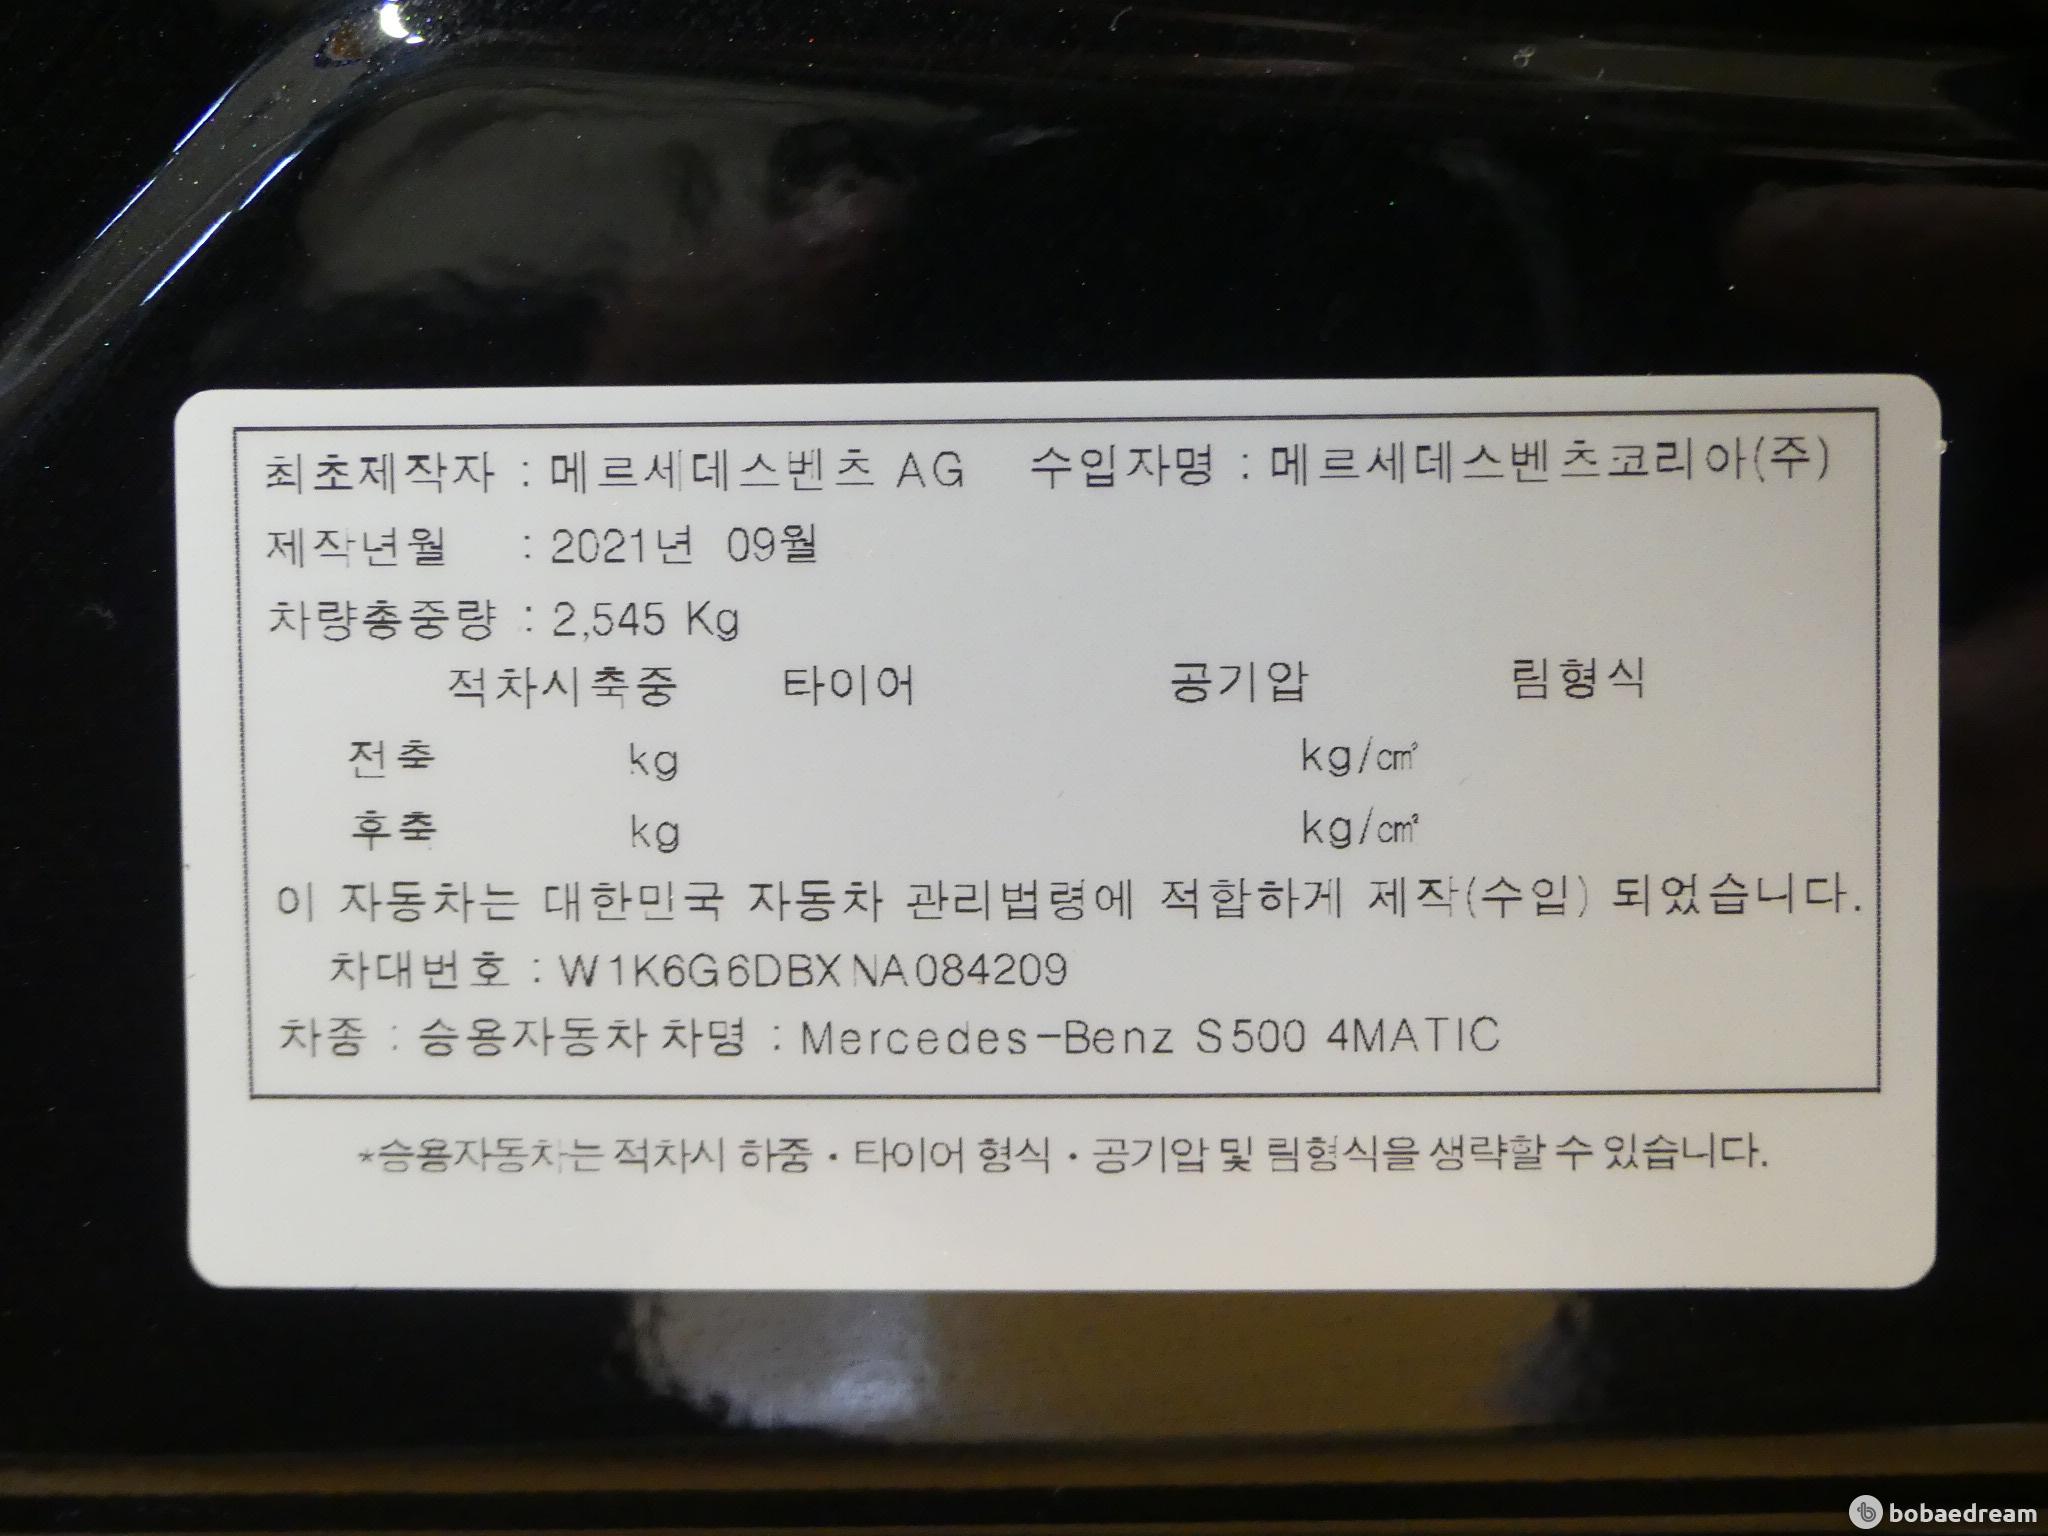 최초제작자 : 메르세데스벤츠 AG 수입자명 : 메르세데스벤츠코리아(주)
제작년월 : 2021년 09월
차량총중량 : 2,545 Kg
적차시축중 타이어 공기압 림형식
전축 kg kg/㎠
후축 kg kg/㎠
이 자동차는 대한민국 자동차 관리법령에 적합하게 제작(수입) 되었습니다.
차대번호 : W1K6G6DBXNA084209
차종 : 승용자동차 차명 : Mercedes-Benz S500 4MATIC
*승용자동차는 적차시 하중·타이어 형식·공기압 및 림형식을 생략할 수 있습니다.
bobaedream